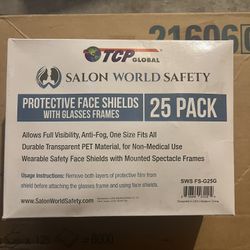 21606
TCP
GLOBAL
SALON WORLD SAFETY
PROTECTIVE FACE SHIELDS
WITH GLASSES FRAMES
25 PACK
Allows Full Visibility, Anti-Fog, One Size Fits All
Durable Transparent PET Material, for Non-Medical Use
Wearable Safety Face Shields with Mounted Spectacle Frames
SWS FS-G25G
Usage Instructions: Remove both layers of protective film from
shield before attaching the glasses frame and using face shield.
www.SalonWorldSafety.com